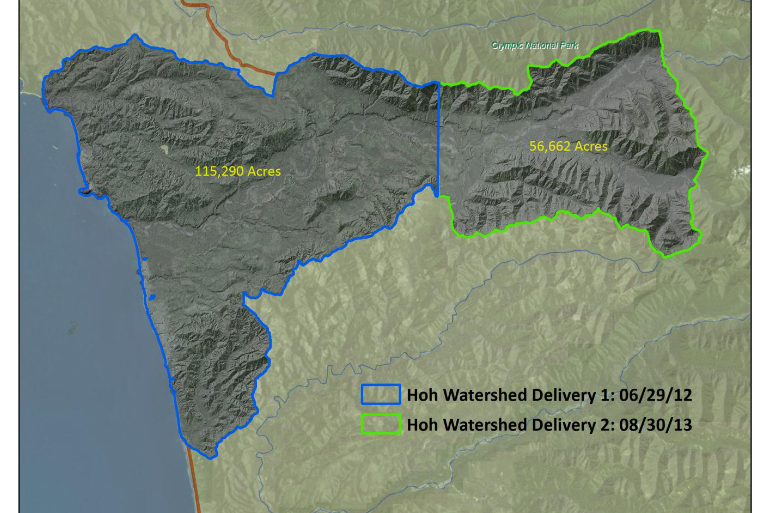 Olympic National Park
56,662 Acres
115,290 Acres
Hoh Watershed Delivery 1: 06/29/12
Hoh Watershed Delivery 2: 08/30/13